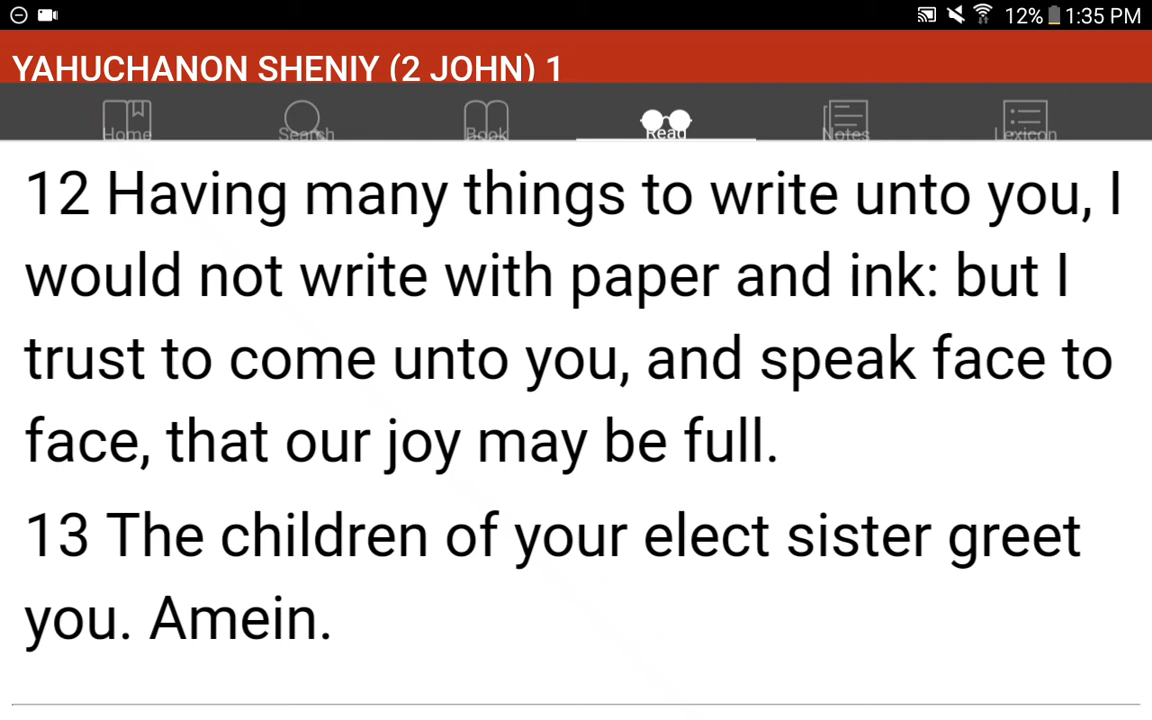 12% 1:35 PM
YAHUCHANON SHENIY (2 JOHN) 1
Home Search Book Read Notes Lexicon
12 Having many things to write unto you, I
would not write with paper and ink: but I
trust to come unto you, and speak face to
face, that our joy may be full.
13 The children of your elect sister greet
you. Amein.